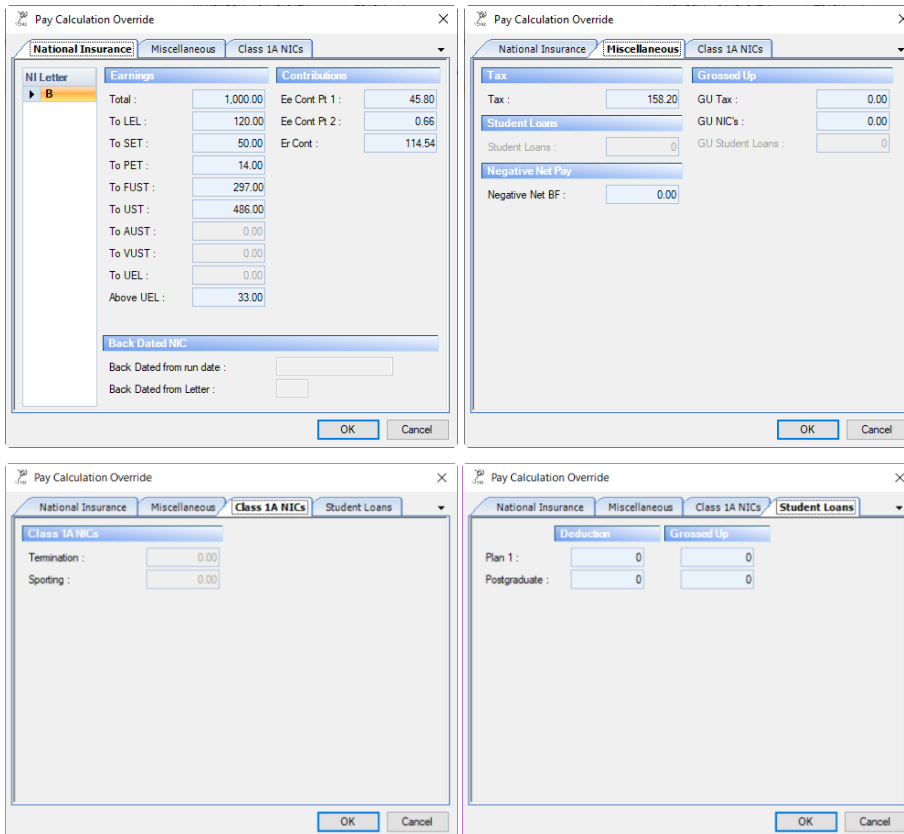 Pay Calculation Override
National Insurance Miscellaneous Class 1A NICs
NI Letter
B
Earnings
Total : 1,000.00
To LEL : 120.00
To SET : 50.00
To PET : 14.00
To FUST : 297.00
To UST : 486.00
To AUST : 0.00
To VUST : 0.00
To UEL : 0.00
Above UEL : 33.00
Contributions
Ee Cont Pt 1 : 45.80
Ee Cont Pt 2 : 0.66
Er Cont : 114.54
Back Dated NIC
Back Dated from run date :
Back Dated from Letter :
OK Cancel
Pay Calculation Override
National Insurance Miscellaneous Class 1A NICs
Tax
Tax : 158.20
Student Loans
Student Loans : 0
Negative Net Pay
Negative Net BF : 0.00
Grossed Up
GU Tax : 0.00
GU NIC's : 0.00
GU Student Loans : 0
OK Cancel
Pay Calculation Override
National Insurance Miscellaneous Class 1A NICs Student Loans
Class 1A NICs
Termination : 0.00
Sporting : 0.00
OK Cancel
Pay Calculation Override
National Insurance Miscellaneous Class 1A NICs Student Loans
Deduction Grossed Up
Plan 1 : 0 0
Postgraduate : 0 0
OK Cancel